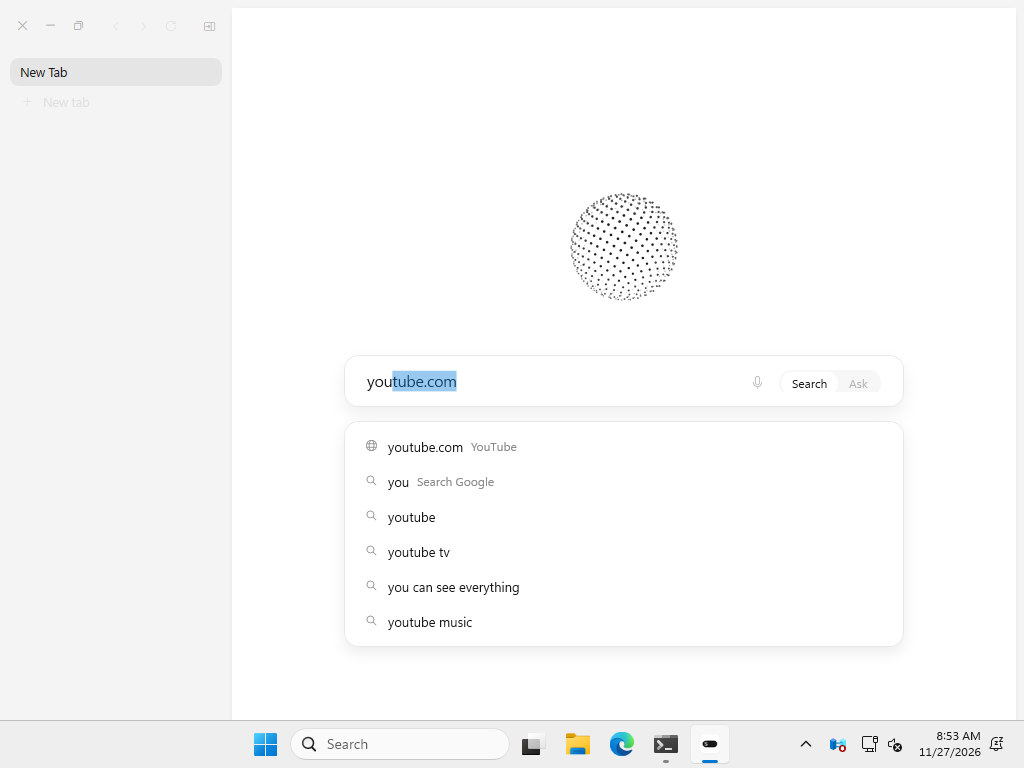 New Tab
New tab
youtube.com
Search
Ask
youtube.com YouTube
you Search Google
youtube
youtube tv
you can see everything
youtube music
Search
8:53 AM
11/27/2026